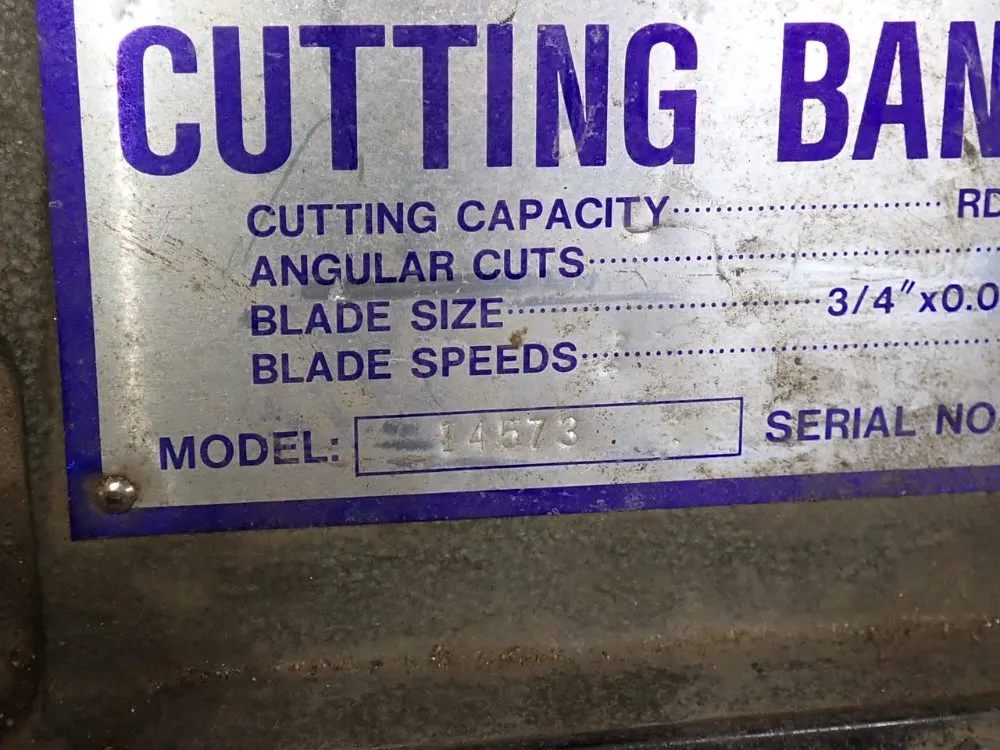 CUTTING BAN
CUTTING CAPACITY........................ RD
ANGULAR CUTS........................................
BLADE SIZE..............................3/4"x0.0
BLADE SPEEDS........................................
MODEL: 14573 SERIAL NO